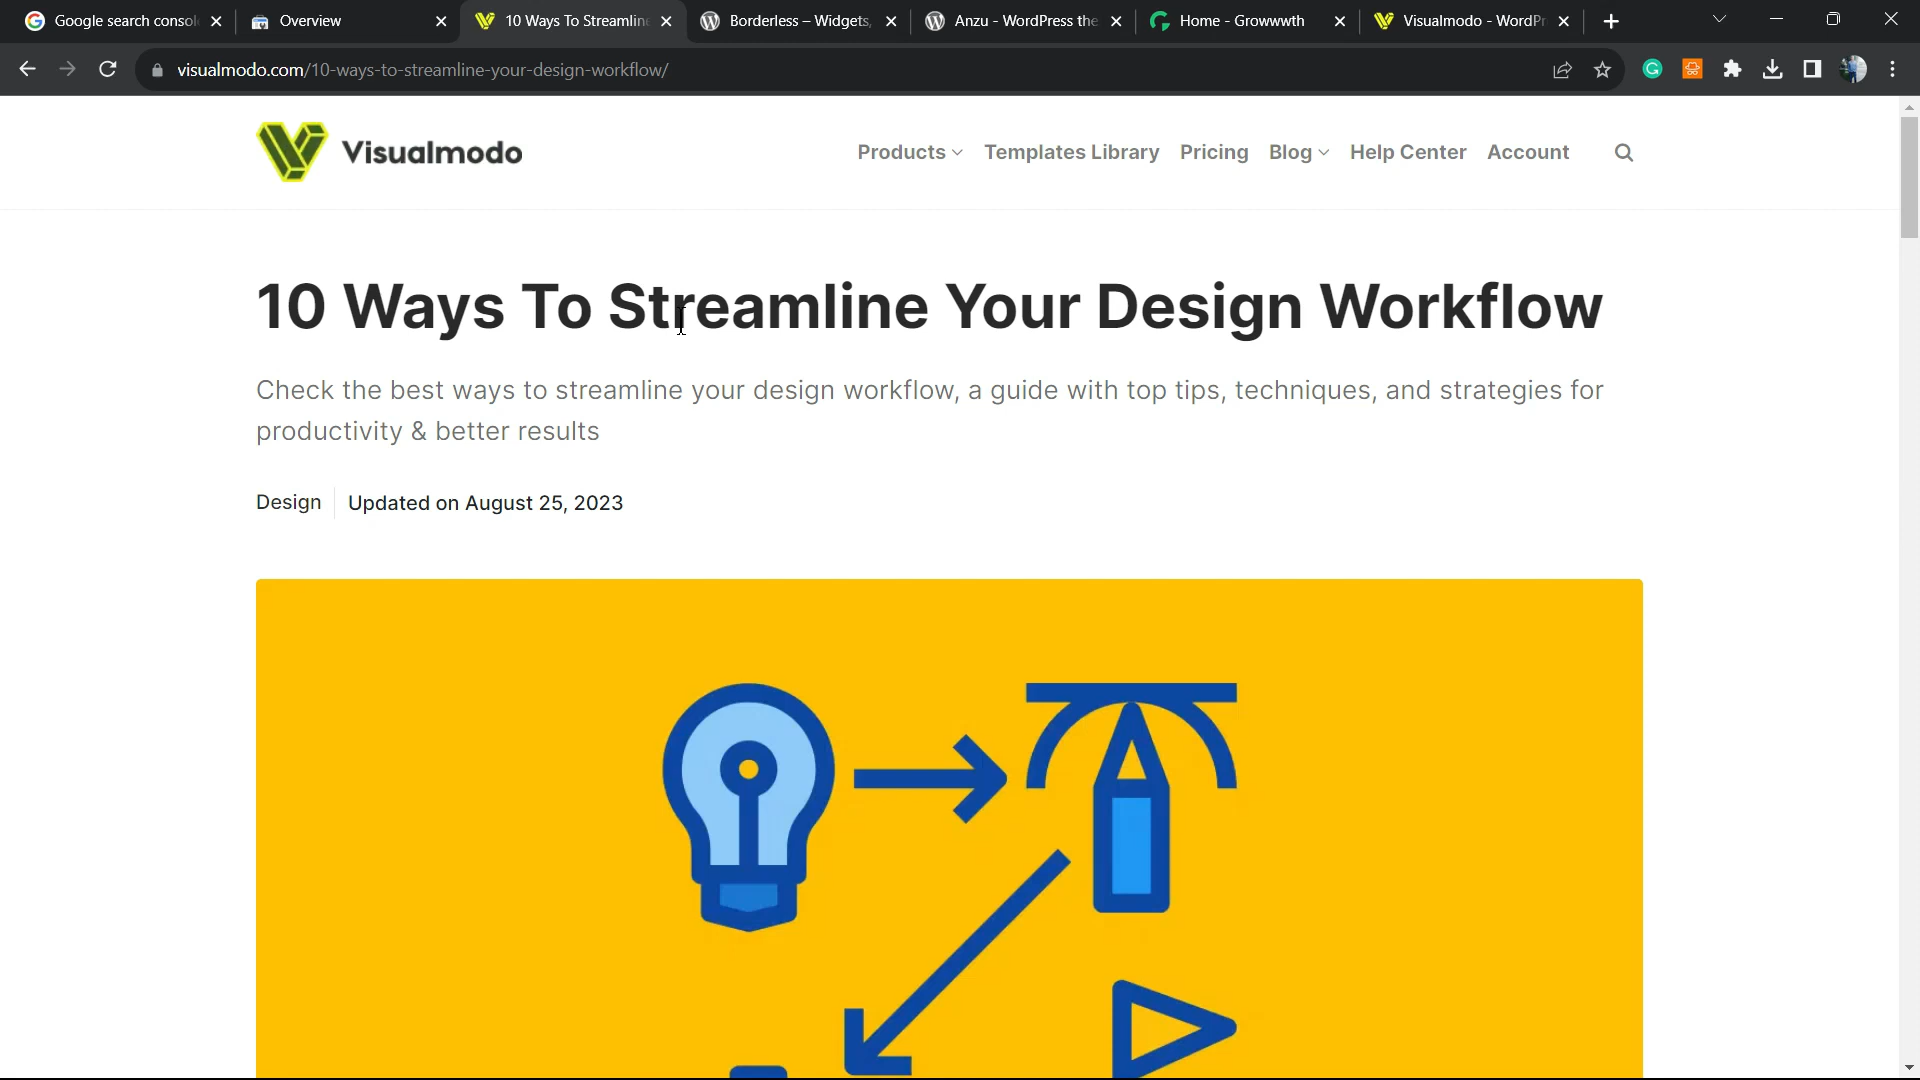 Google search consol
Overview
10 Ways To Streamlin
Borderless – Widgets,
Anzu - WordPress the
Home - Growwwth
Visualmodo - WordPr
visualmodo.com/10-ways-to-streamline-your-design-workflow/
Visualmodo
Products
Templates Library
Pricing
Blog
Help Center
Account
10 Ways To Streamline Your Design Workflow
Check the best ways to streamline your design workflow, a guide with top tips, techniques, and strategies for
productivity & better results
Design
Updated on August 25, 2023